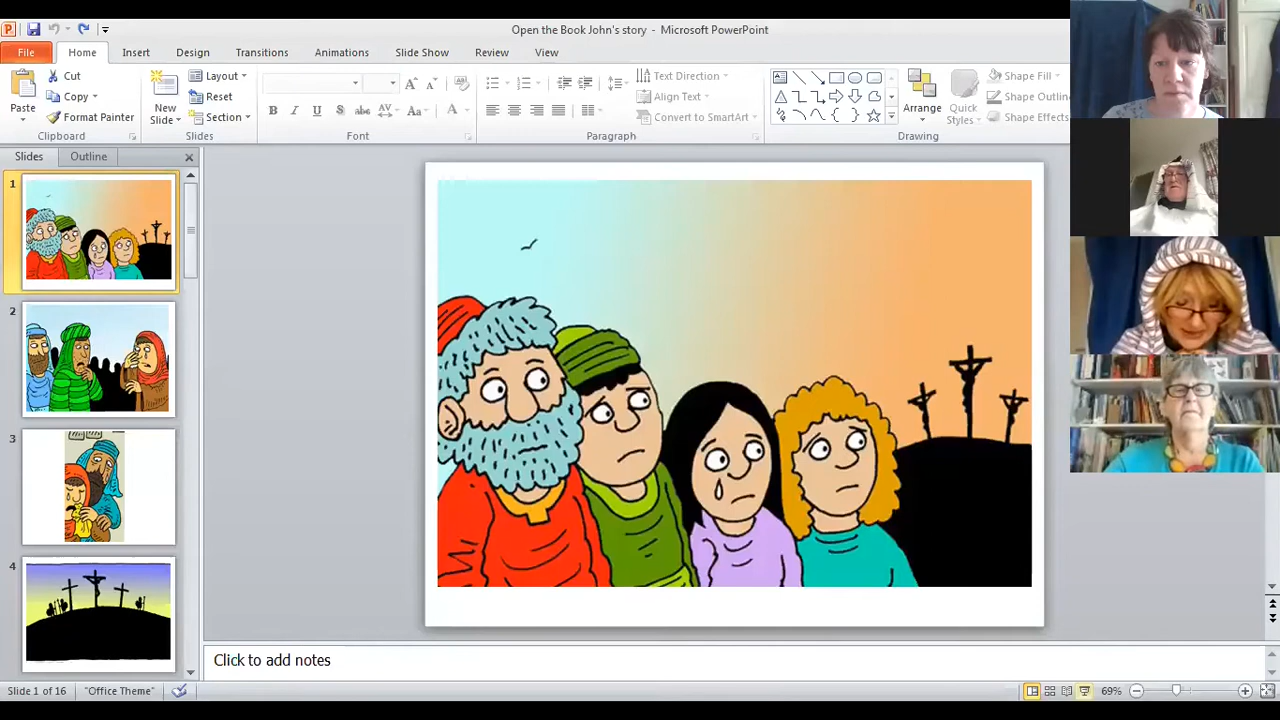 Open the Book John's story - Microsoft PowerPoint
File Home Insert Design Transitions Animations Slide Show Review View
Paste
Cut
Copy
Format Painter
Clipboard
New
Slide
Layout
Reset
Section
Slides
Font
Text Direction
Align Text
Convert to SmartArt
Paragraph
Arrange
Quick
Styles
Shape Fill
Shape Outlin
Shape Effects
Drawing
Slides Outline
1
2
3
4
Click to add notes
Slide 1 of 16 "Office Theme" 69%